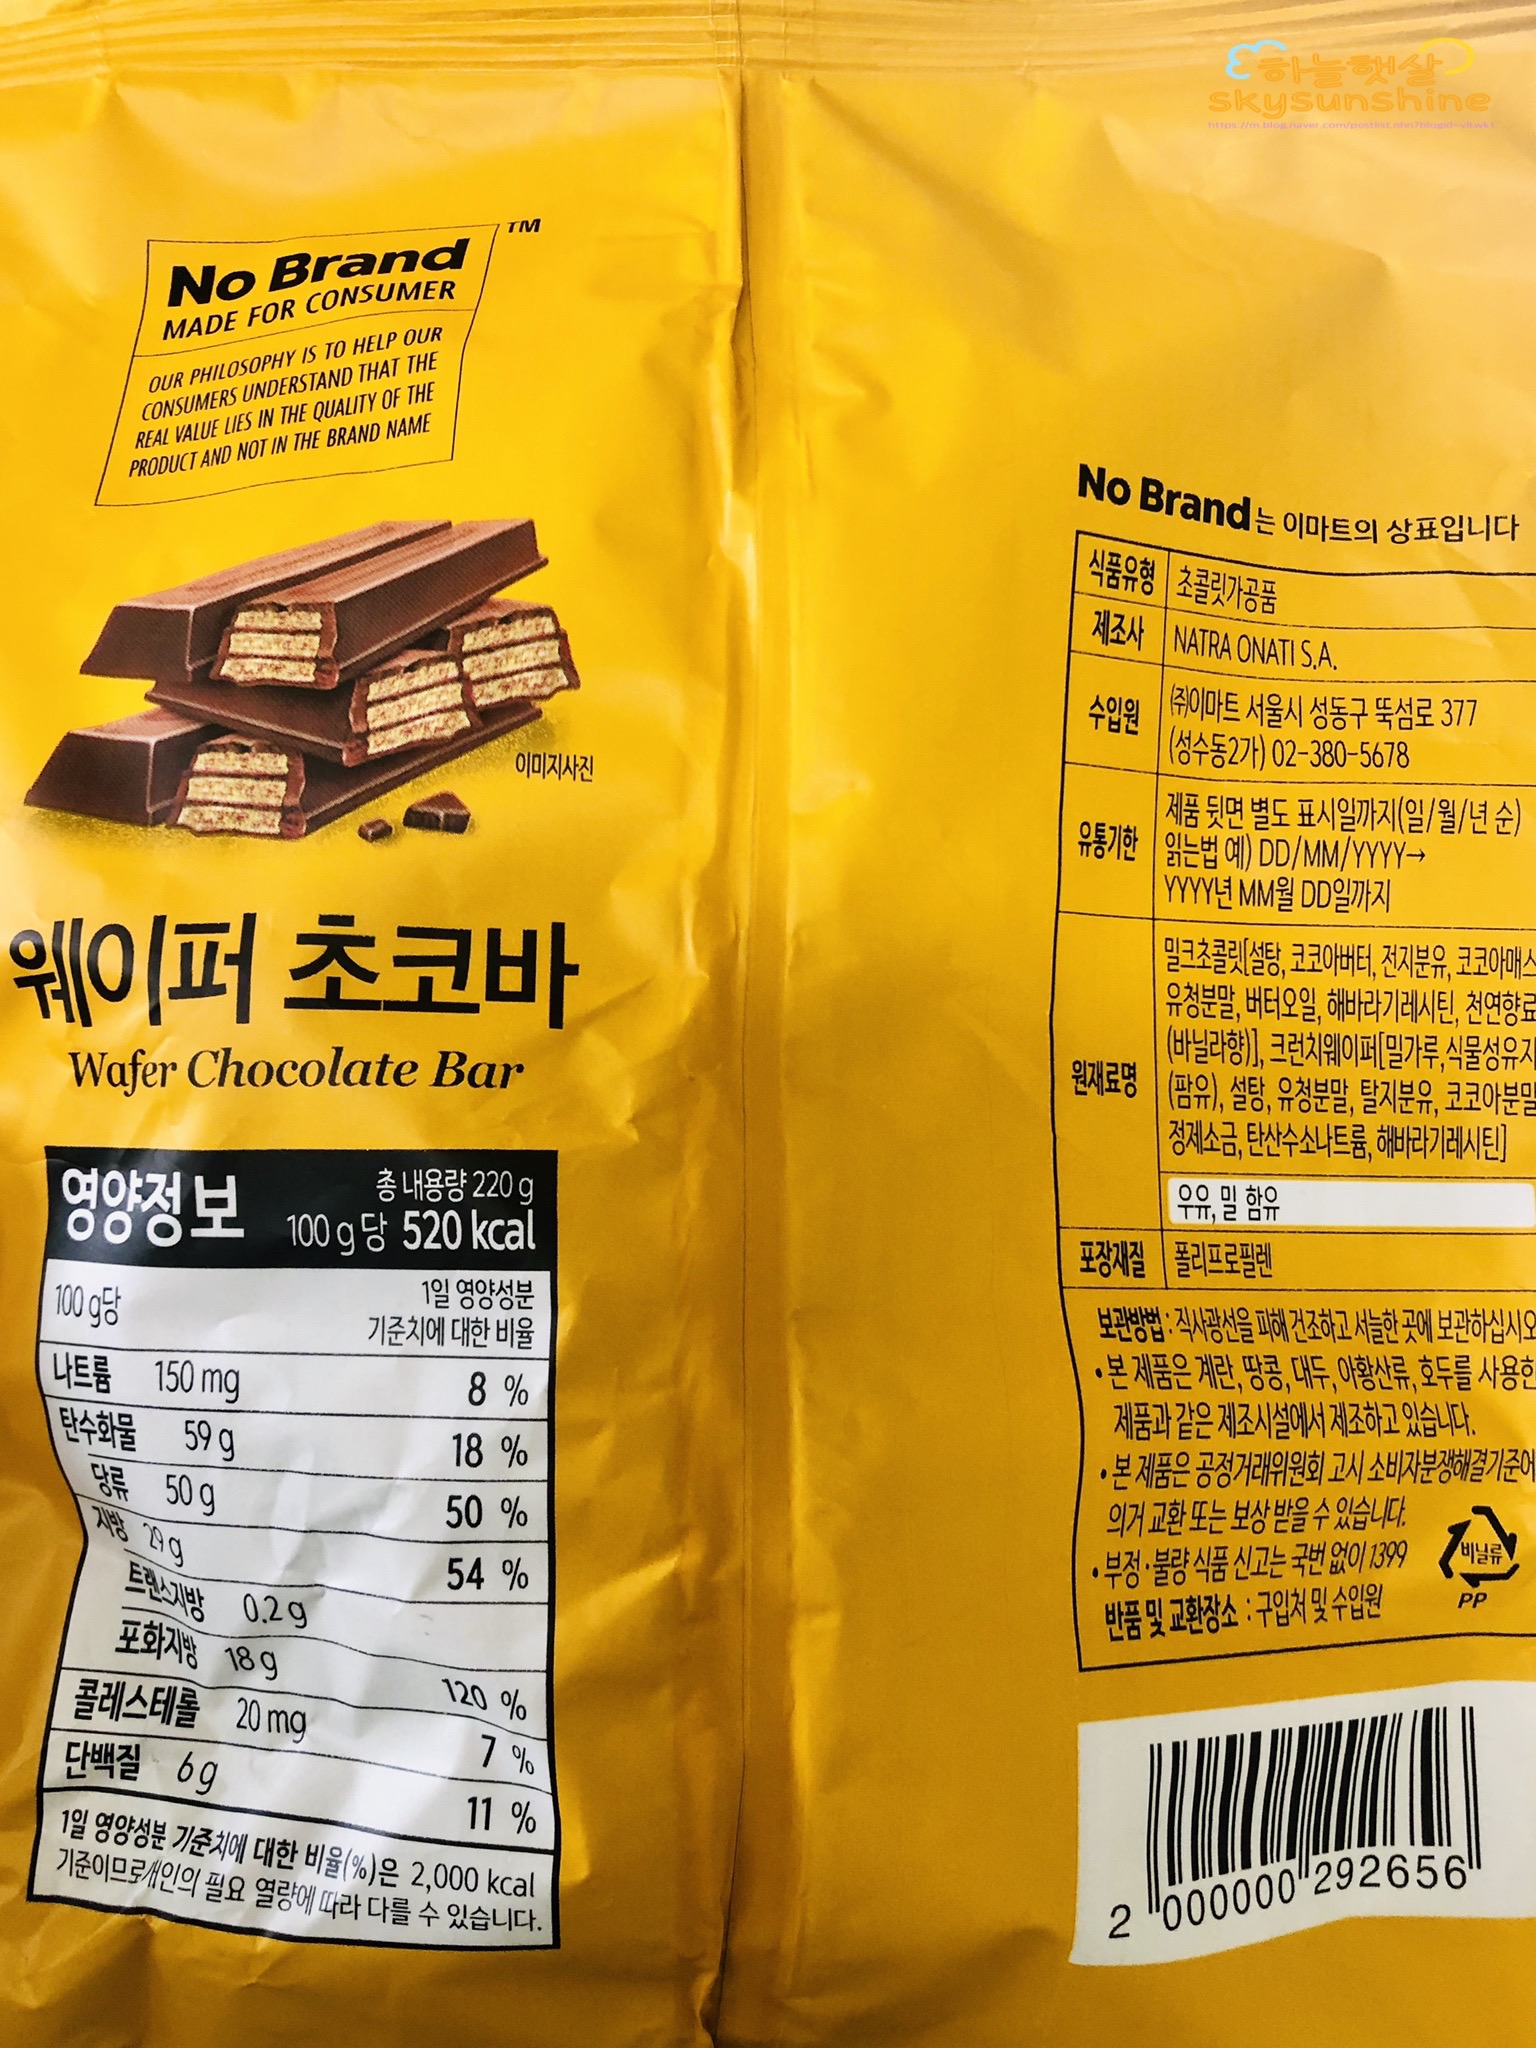 하늘햇살
skysunshine
No Brand™
MADE FOR CONSUMER
OUR PHILOSOPHY IS TO HELP OUR
CONSUMERS UNDERSTAND THAT THE
REAL VALUE LIES IN THE QUALITY OF THE
PRODUCT AND NOT IN THE BRAND NAME
이미지사진
웨이퍼 초코바
Wafer Chocolate Bar
영양정보
총 내용량 220 g
100 g당 520 kcal
100 g당
1일 영양성분
기준치에 대한 비율
나트륨 150 mg 8 %
탄수화물 59 g 18 %
당류 50 g 50 %
지방 29 g 54 %
트랜스지방 0.2 g
포화지방 18 g 120 %
콜레스테롤 20 mg 7 %
단백질 6 g 11 %
1일 영양성분 기준치에 대한 비율(%)은 2,000 kcal
기준이므로 개인의 필요 열량에 따라 다를 수 있습니다.
No Brand는 이마트의 상표입니다
식품유형 초콜릿가공품
제조사 NATRA ONATI S.A.
수입원 (주)이마트 서울시 성동구 뚝섬로 377
(성수동2가) 02-380-5678
유통기한 제품 뒷면 별도 표시일까지(일/월/년 순)
읽는법 예) DD/MM/YYYY→
YYYY년 MM월 DD일까지
원재료명 밀크초콜릿[설탕, 코코아버터, 전지분유, 코코아매스
유청분말, 버터오일, 해바라기레시틴, 천연향료
(바닐라향)], 크런치웨이퍼[밀가루, 식물성유지
(팜유), 설탕, 유청분말, 탈지분유, 코코아분말
정제소금, 탄산수소나트륨, 해바라기레시틴]
우유, 밀 함유
포장재질 폴리프로필렌
보관방법 : 직사광선을 피해 건조하고 서늘한 곳에 보관하십시오
• 본 제품은 계란, 땅콩, 대두, 아황산류, 호두를 사용한
제품과 같은 제조시설에서 제조하고 있습니다.
• 본 제품은 공정거래위원회 고시 소비자분쟁해결기준에
의거 교환 또는 보상 받을 수 있습니다.
• 부정·불량 식품 신고는 국번 없이 1399
반품 및 교환장소 : 구입처 및 수입원
비닐류
PP
2 000000 292656